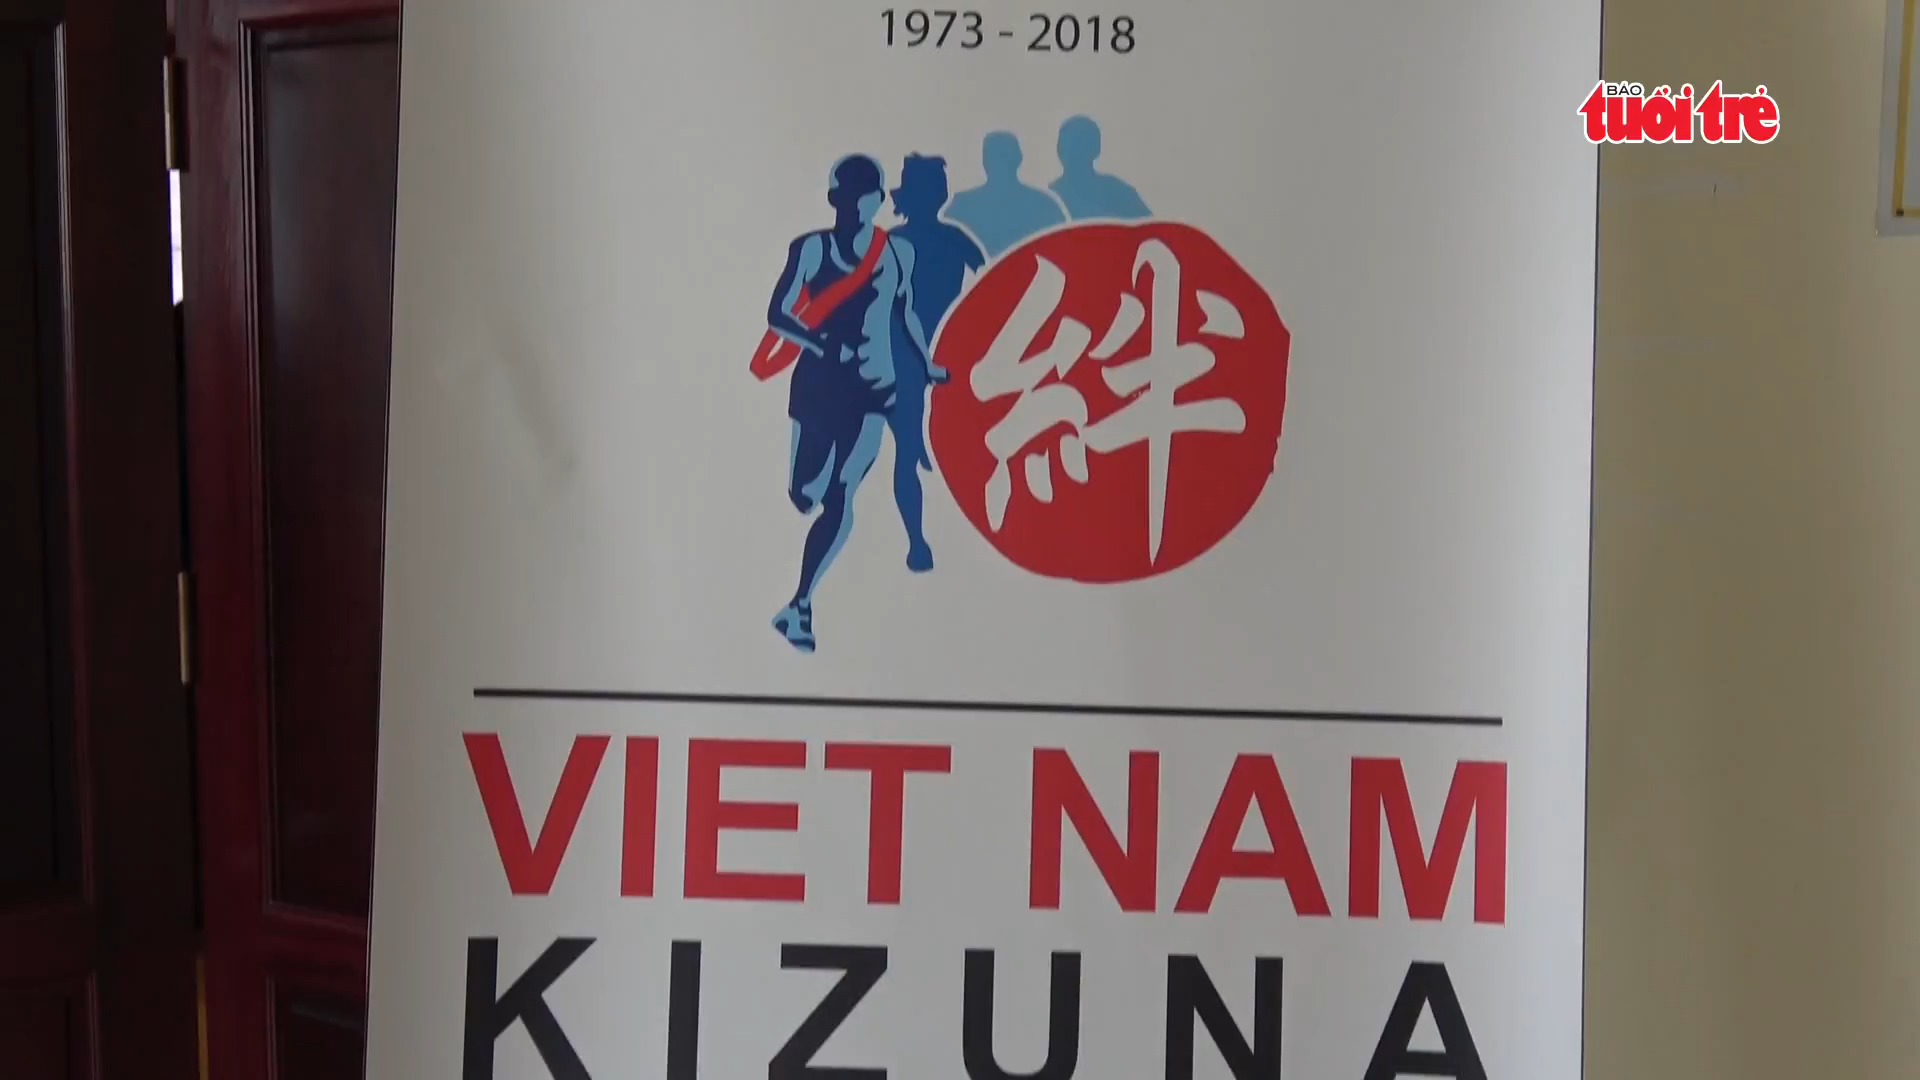 1973 - 2018
BÁO
tuổi trẻ
絆
VIET NAM
KIZUNA